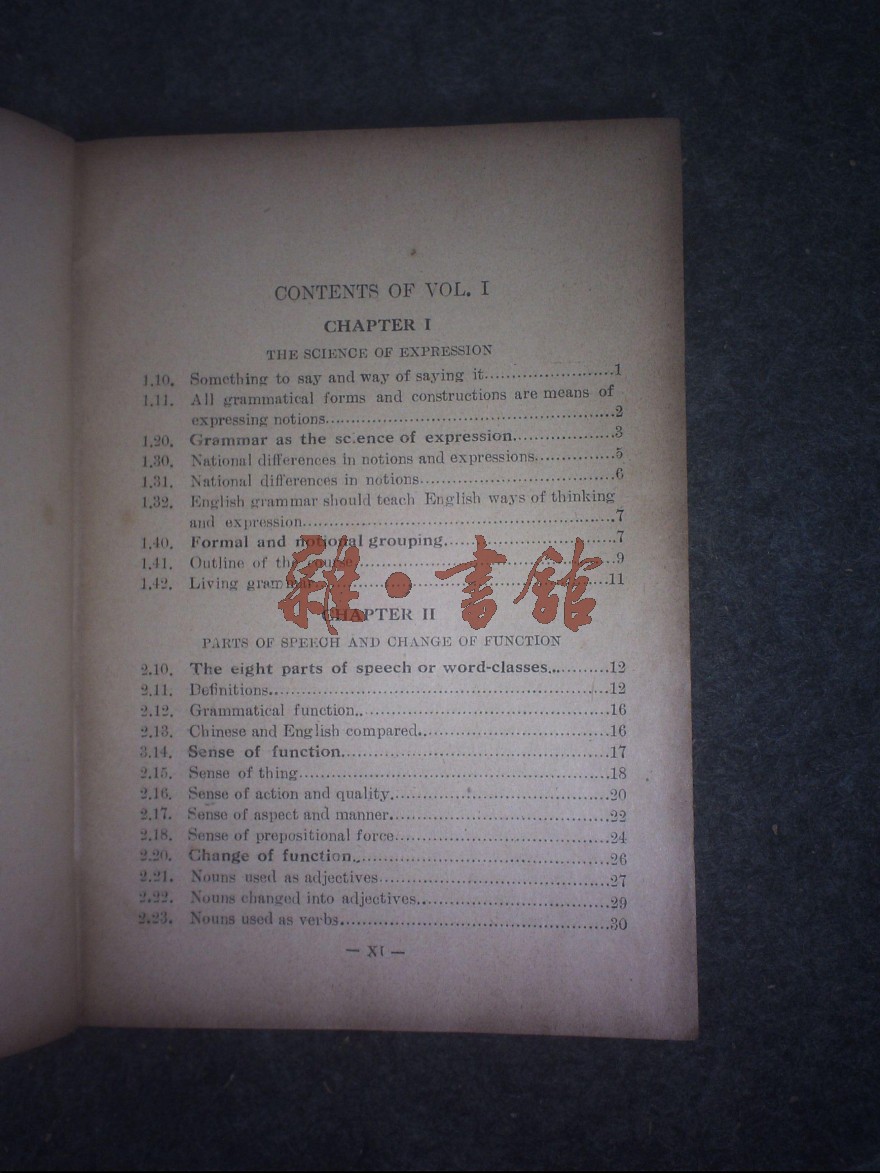 CONTENTS OF VOL. I
CHAPTER I
THE SCIENCE OF EXPRESSION
1.10. Something to say and way of saying it......................1
1.11. All grammatical forms and constructions are means of
expressing notions................................................2
1.20. Grammar as the science of expression.................3
1.30. National differences in notions and expressions.............5
1.31. National differences in notions.................................6
1.32. English grammar should teach English ways of thinking
and expression....................................................7
1.40. Formal and notional grouping.............................7
1.41. Outline of the course.............................................9
1.42. Living grammar..................................................11
雜·書館
CHAPTER II
PARTS OF SPEECH AND CHANGE OF FUNCTION
2.10. The eight parts of speech or word-classes............12
2.11. Definitions..........................................................12
2.12. Grammatical function...........................................16
2.13. Chinese and English compared................................16
3.14. Sense of function..............................................17
2.15. Sense of thing.....................................................18
2.16. Sense of action and quality.....................................20
2.17. Sense of aspect and manner.....................................22
2.18. Sense of prepositional force....................................24
2.20. Change of function............................................26
2.21. Nouns used as adjectives........................................27
2.22. Nouns changed into adjectives.................................29
2.23. Nouns used as verbs..............................................30
— XI —